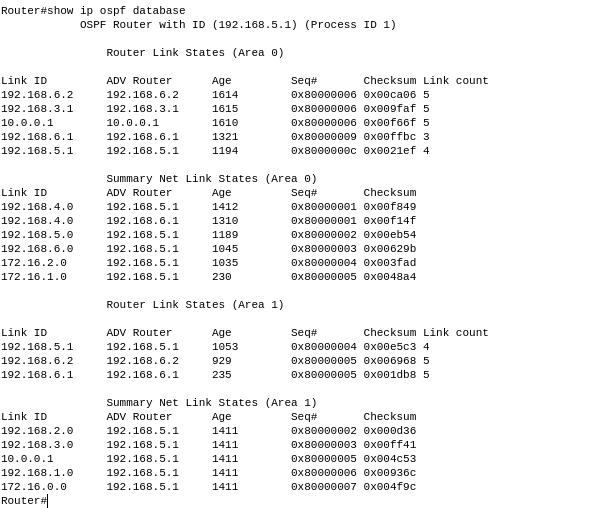 Router#show ip ospf database
OSPF Router with ID (192.168.5.1) (Process ID 1)
Router Link States (Area 0)
Link ID ADV Router Age Seq# Checksum Link count
192.168.6.2 192.168.6.2 1614 0x80000006 0x00ca06 5
192.168.3.1 192.168.3.1 1615 0x80000006 0x009faf 5
10.0.0.1 10.0.0.1 1610 0x80000006 0x00f66f 5
192.168.6.1 192.168.6.1 1321 0x80000009 0x00ffbc 3
192.168.5.1 192.168.5.1 1194 0x8000000c 0x0021ef 4
Summary Net Link States (Area 0)
Link ID ADV Router Age Seq# Checksum
192.168.4.0 192.168.5.1 1412 0x80000001 0x00f849
192.168.4.0 192.168.6.1 1310 0x80000001 0x00f14f
192.168.5.0 192.168.5.1 1189 0x80000002 0x00eb54
192.168.6.0 192.168.5.1 1045 0x80000003 0x00629b
172.16.2.0 192.168.5.1 1035 0x80000004 0x003fad
172.16.1.0 192.168.5.1 230 0x80000005 0x0048a4
Router Link States (Area 1)
Link ID ADV Router Age Seq# Checksum Link count
192.168.5.1 192.168.5.1 1053 0x80000004 0x00e5c3 4
192.168.6.2 192.168.6.2 929 0x80000005 0x006968 5
192.168.6.1 192.168.6.1 235 0x80000005 0x001db8 5
Summary Net Link States (Area 1)
Link ID ADV Router Age Seq# Checksum
192.168.2.0 192.168.5.1 1411 0x80000002 0x000d36
192.168.3.0 192.168.5.1 1411 0x80000003 0x00ff41
10.0.0.1 192.168.5.1 1411 0x80000005 0x004c53
192.168.1.0 192.168.5.1 1411 0x80000006 0x00936c
172.16.0.0 192.168.5.1 1411 0x80000007 0x004f9c
Router#